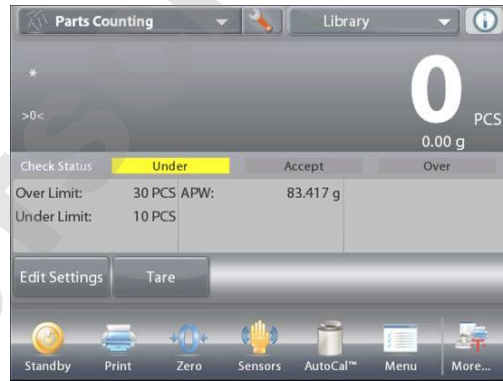 Parts Counting Library
*
>0<
0 PCS
0.00 g
Check Status Under Accept Over
Over Limit: 30 PCS APW: 83.417 g
Under Limit: 10 PCS
Edit Settings Tare
Standby Print Zero Sensors AutoCal™ Menu More...